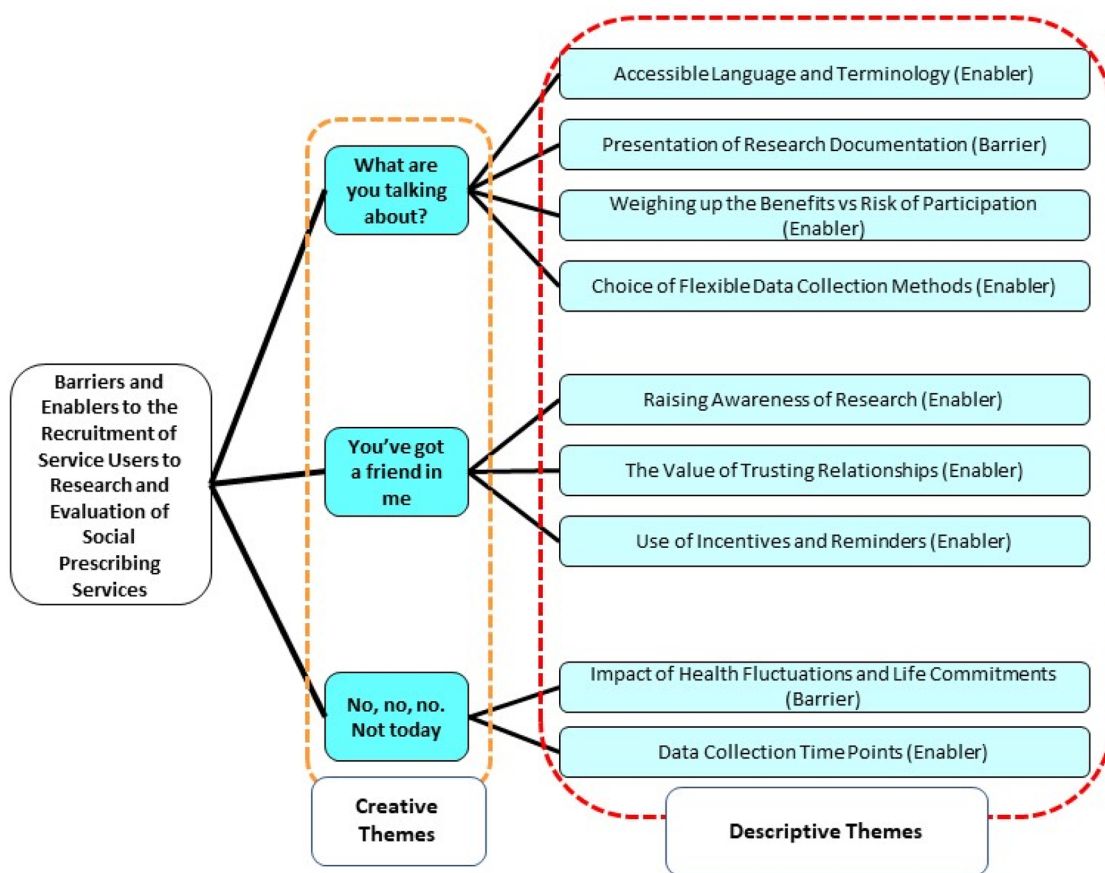 Barriers and
Enablers to the
Recruitment of
Service Users to
Research and
Evaluation of
Social
Prescribing
Services
What are
you talking
about?
Accessible Language and Terminology (Enabler)
Presentation of Research Documentation (Barrier)
Weighing up the Benefits vs Risk of Participation
(Enabler)
Choice of Flexible Data Collection Methods (Enabler)
You've got
a friend in
me
Raising Awareness of Research (Enabler)
The Value of Trusting Relationships (Enabler)
Use of Incentives and Reminders (Enabler)
No, no, no.
Not today
Impact of Health Fluctuations and Life Commitments
(Barrier)
Data Collection Time Points (Enabler)
Creative
Themes
Descriptive Themes